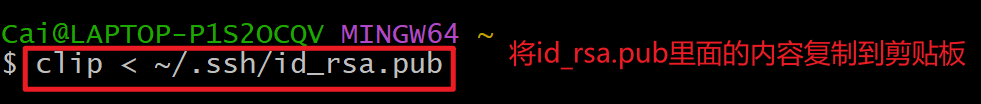 Cai@LAPTOP-P1S2OCQV MINGW64 ~
$ clip < ~/.ssh/id_rsa.pub
将id_rsa.pub里面的内容复制到剪贴板